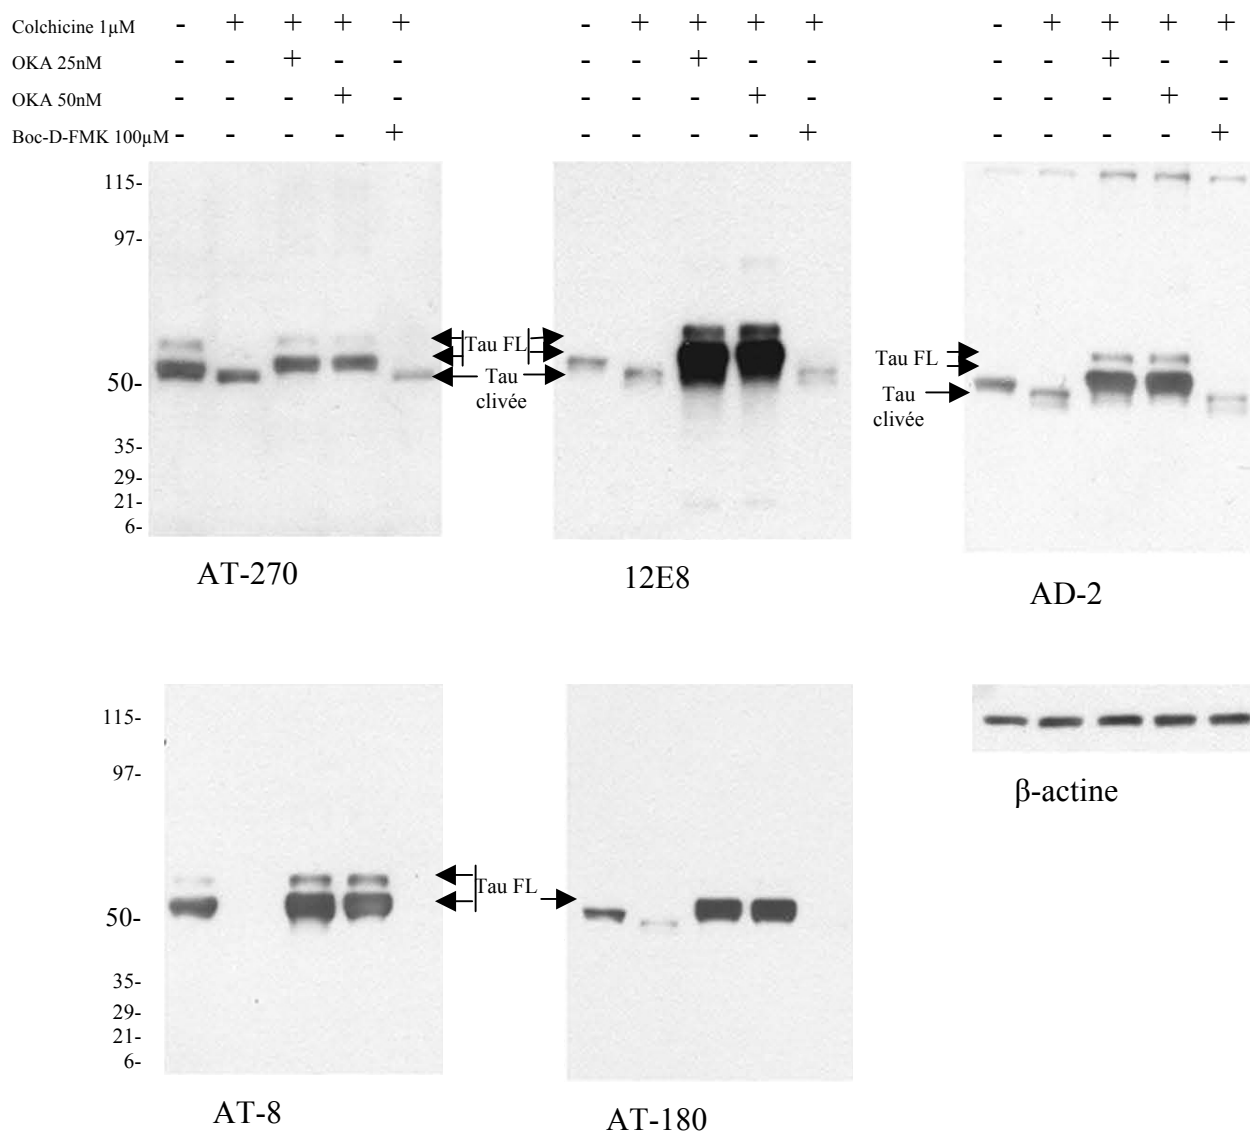 Colchicine 1µM - + + + + - + + + + - + + + +
OKA 25nM - - + - - - - + - - - - + - -
OKA 50nM - - - + - - - - + - - - - + -
Boc-D-FMK 100µM - - - - + - - - - + - - - - +
115-
97-
50-
35-
29-
21-
6-
Tau FL
Tau
clivée
Tau FL
Tau
clivée
AT-270
12E8
AD-2
115-
97-
50-
35-
29-
21-
6-
Tau FL
β-actine
AT-8
AT-180